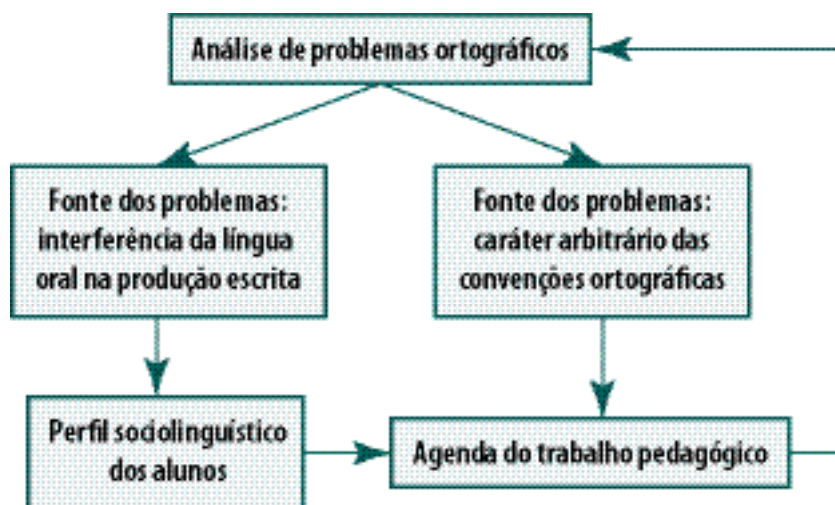 Análise de problemas ortográficos
Fonte dos problemas:
interferência da língua
oral na produção escrita
Fonte dos problemas:
caráter arbitrário das
convenções ortográficas
Perfil sociolinguístico
dos alunos
Agenda do trabalho pedagógico